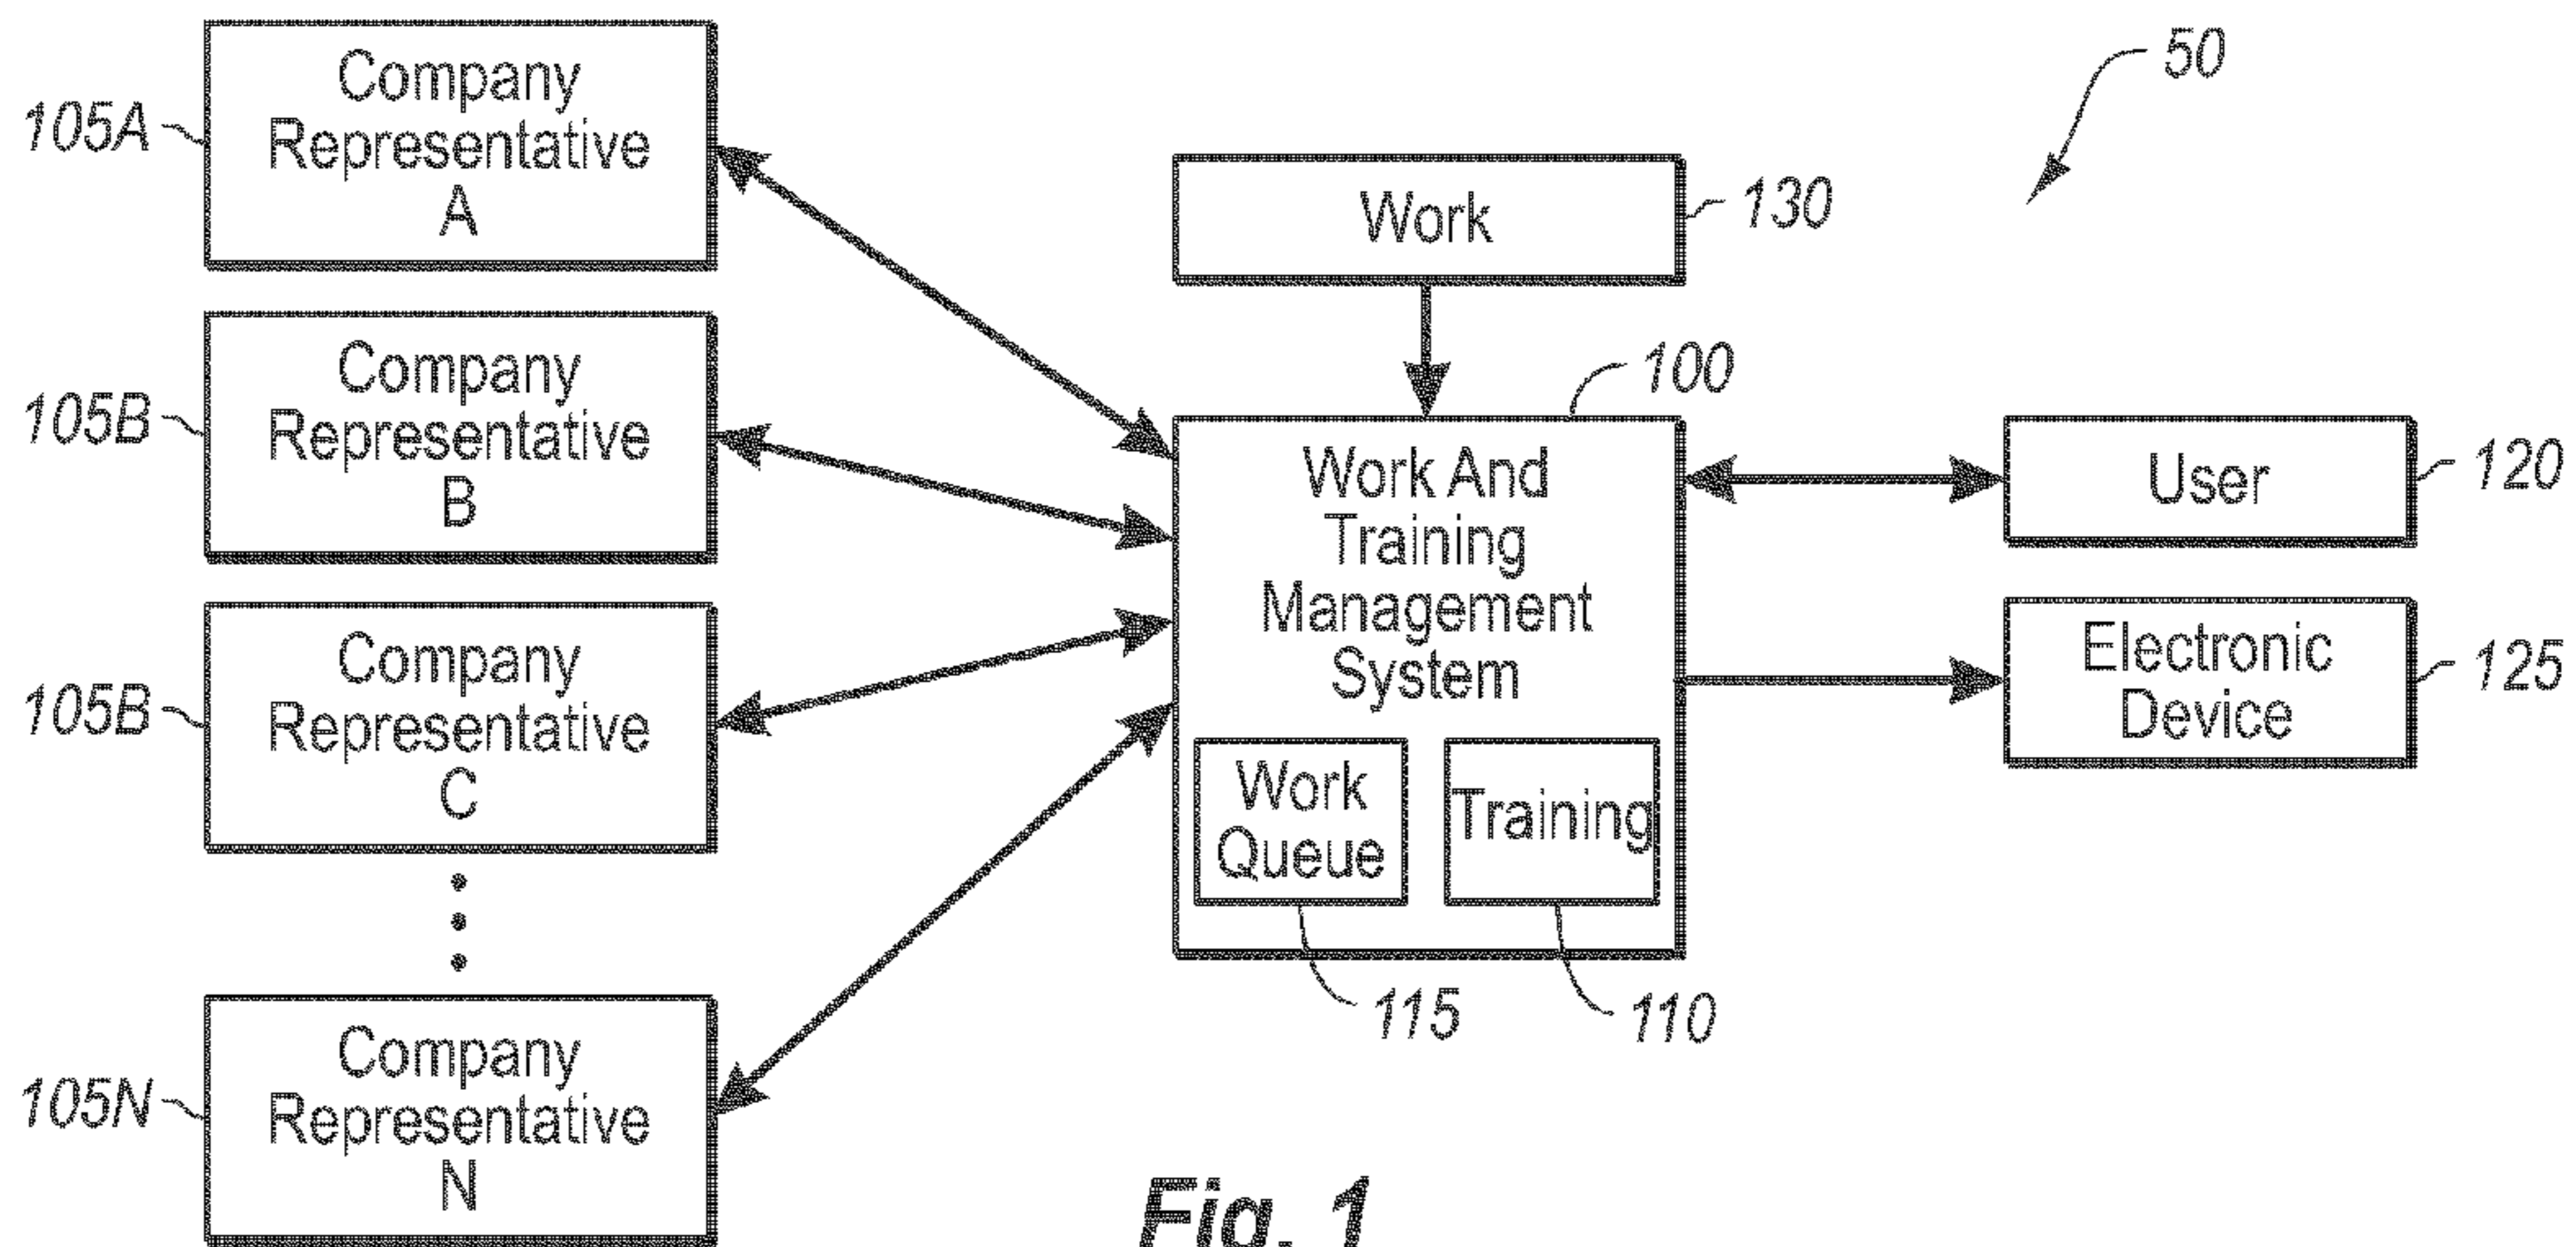 105A
Company
Representative
A
105B
Company
Representative
B
105B
Company
Representative
C
105N
Company
Representative
N
Work
130
50
100
Work And
Training
Management
System
Work
Queue
Training
115
110
User
120
Electronic
Device
125
Fig. 1